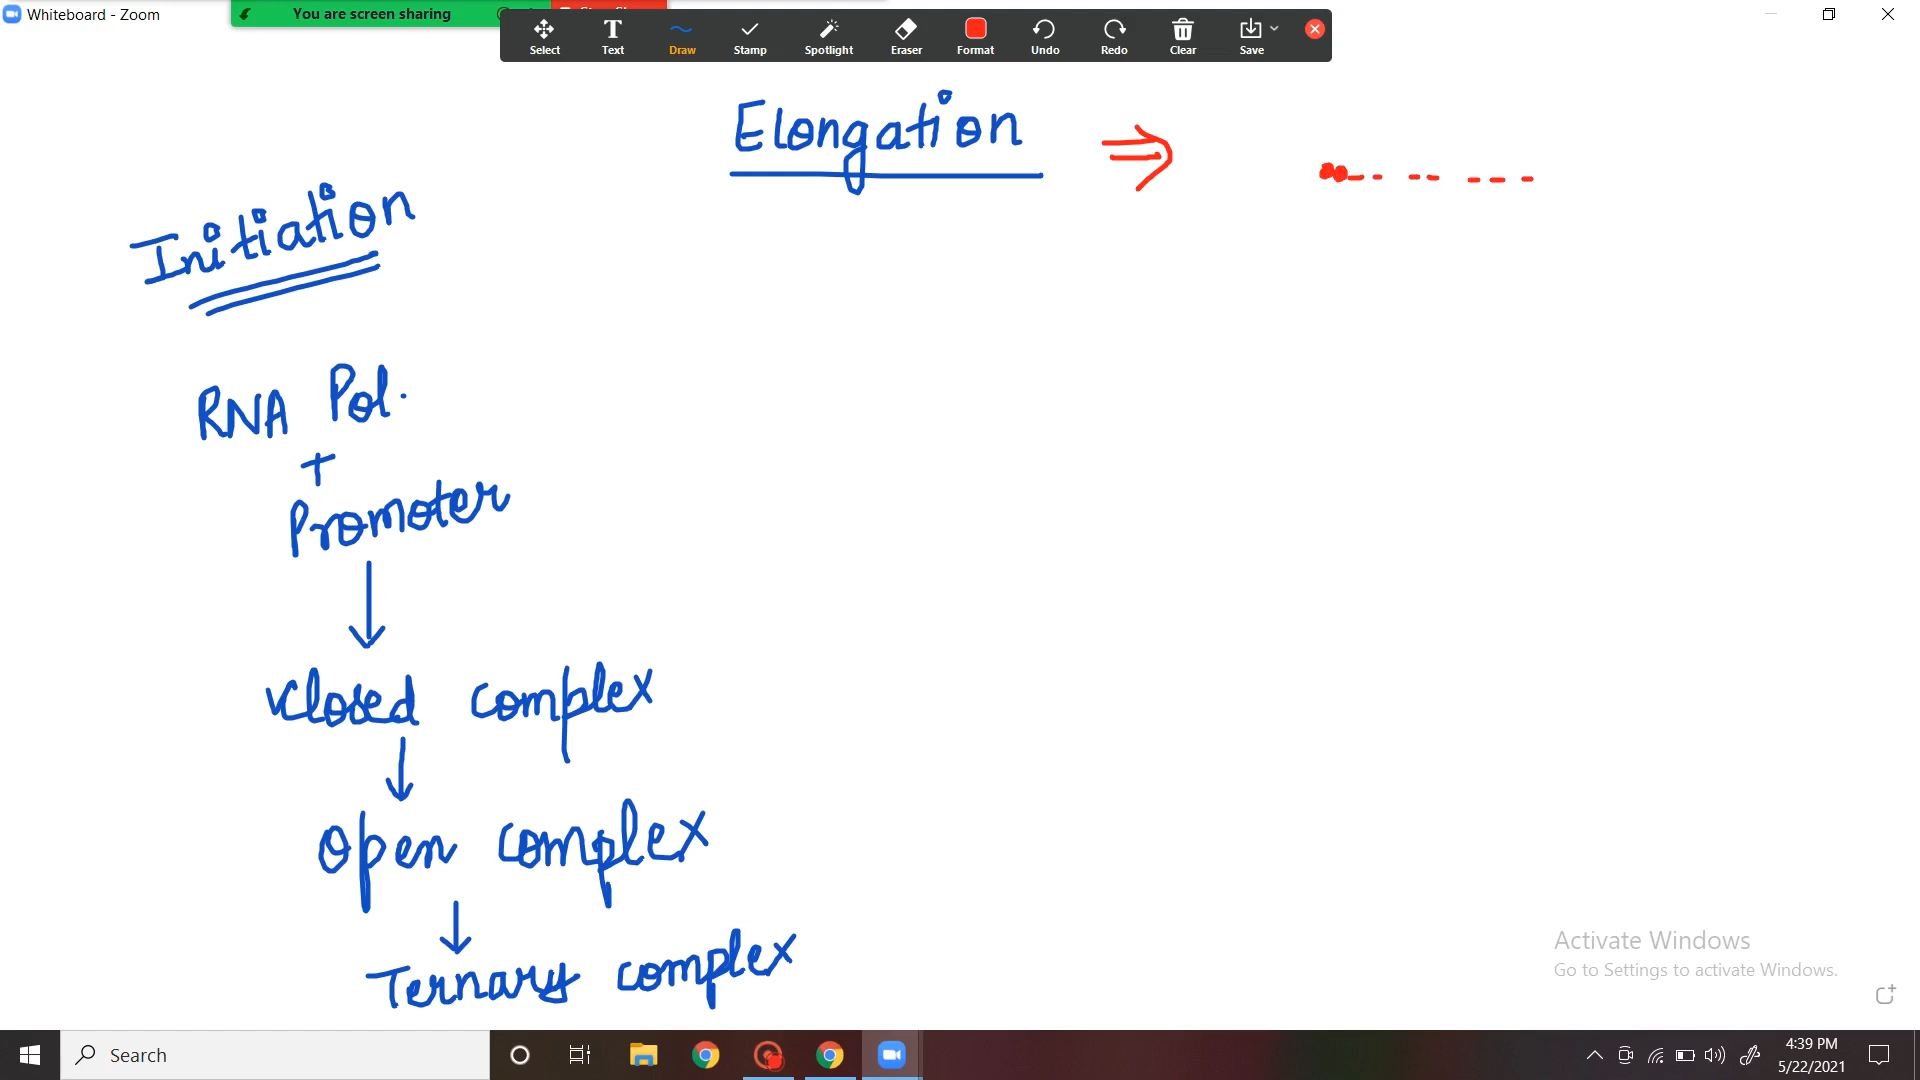 Whiteboard - Zoom
You are screen sharing
Select Text Draw Stamp Spotlight Eraser Format Undo Redo Clear Save
Elongation ⇒
Initiation
RNA Pol.
+
Promoter
↓
Closed complex
↓
Open complex
↓
Ternary complex
Activate Windows
Go to Settings to activate Windows.
Search
4:39 PM
5/22/2021